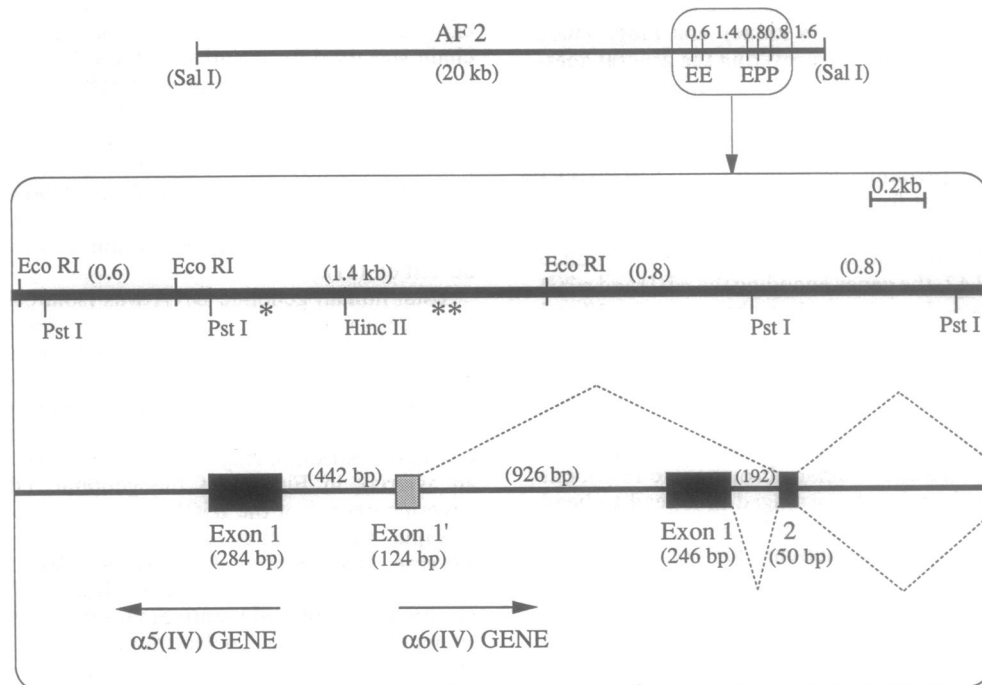 AF 2
0.6 1.4 0.8 0.8 1.6
(Sal I) (20 kb) EE EPP (Sal I)
0.2kb
Eco RI (0.6) Eco RI (1.4 kb) Eco RI (0.8) (0.8)
Pst I Pst I * Hinc II ** Pst I Pst I
(442 bp) (926 bp) (192)
Exon 1 Exon 1' Exon 1 2
(284 bp) (124 bp) (246 bp) (50 bp)
α5(IV) GENE α6(IV) GENE